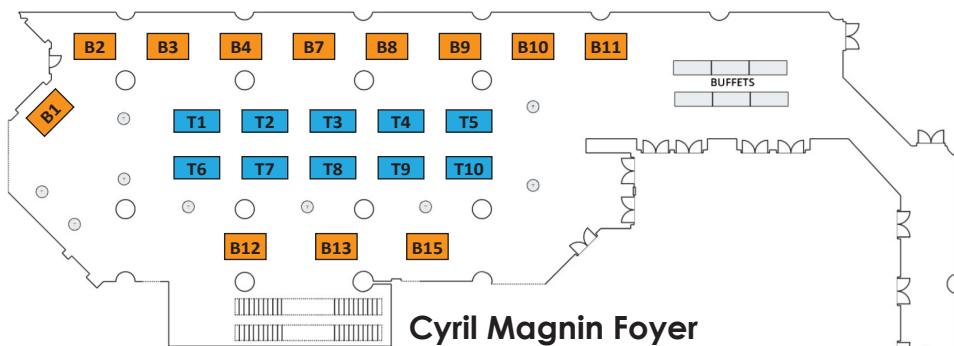 B2 B3 B4 B7 B8 B9 B10 B11
BUFFETS
B1
T1 T2 T3 T4 T5
T6 T7 T8 T9 T10
B12 B13 B15
Cyril Magnin Foyer